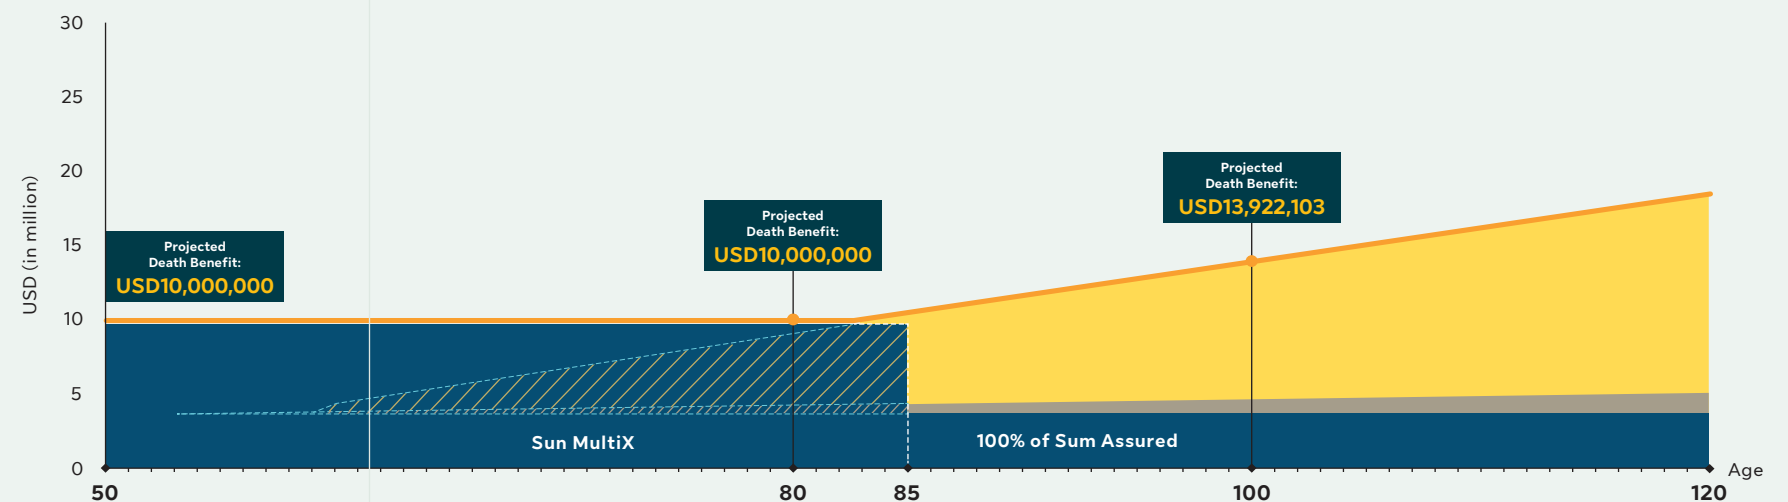 30
25
20
15
10
5
0
USD (in million)
Projected
Death Benefit:
USD10,000,000
Projected
Death Benefit:
USD10,000,000
Projected
Death Benefit:
USD13,922,103
Sun MultiX
100% of Sum Assured
Age
50
80
85
100
120